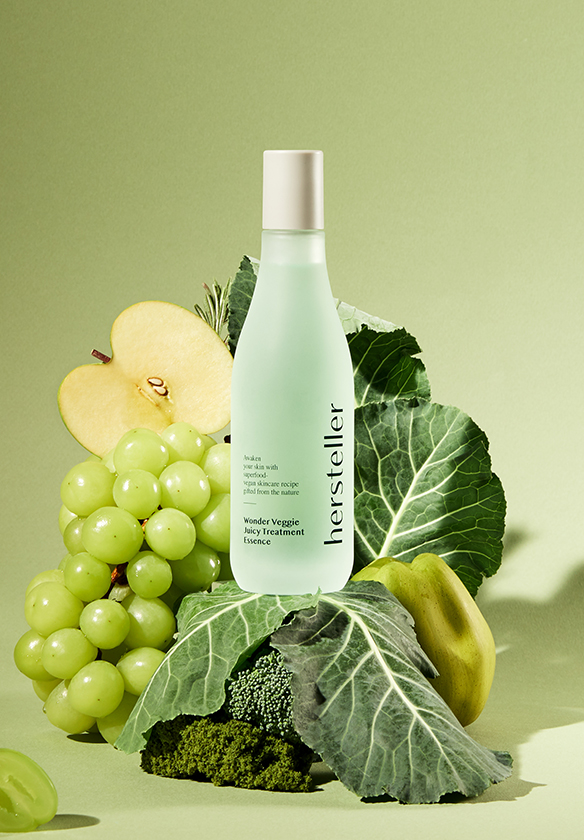 Awaken
your skin with
superfood-
vegan skincare recipe
gifted from the nature
Wonder Veggie
Juicy Treatment
Essence
hersteller